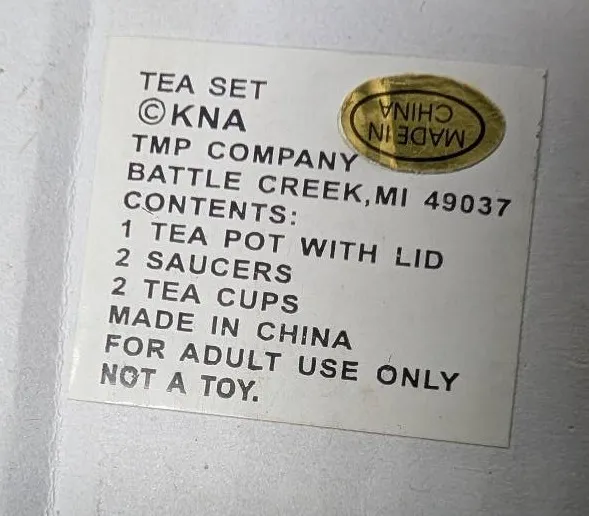 TEA SET
©KNA
TMP COMPANY
BATTLE CREEK,MI 49037
CONTENTS:
1 TEA POT WITH LID
2 SAUCERS
2 TEA CUPS
MADE IN CHINA
FOR ADULT USE ONLY
NOT A TOY.
MADE IN
CHINA